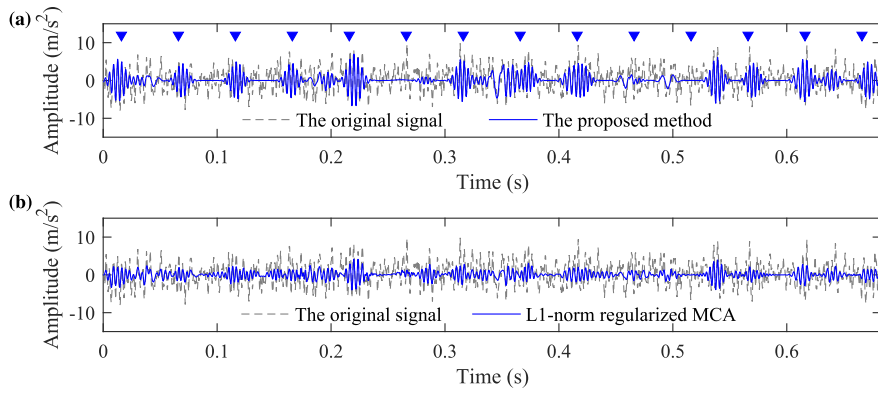 (a)
Amplitude (m/s²)
10
0
-10
The original signal
The proposed method
0
0.1
0.2
0.3
0.4
0.5
0.6
Time (s)
(b)
Amplitude (m/s²)
10
0
-10
The original signal
L1-norm regularized MCA
0
0.1
0.2
0.3
0.4
0.5
0.6
Time (s)